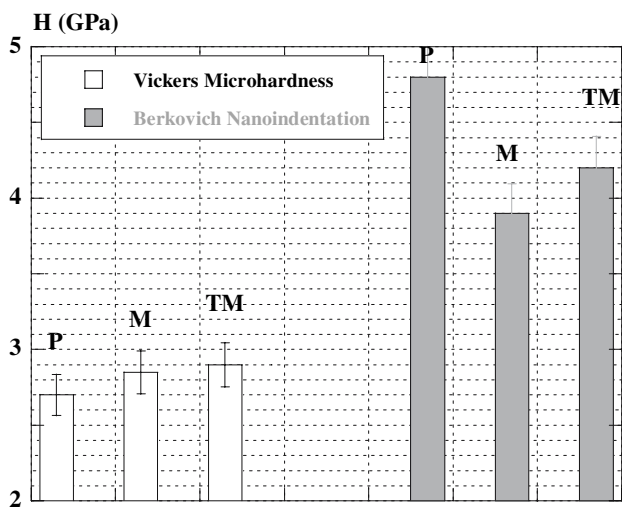 H (GPa)
5
P
Vickers Microhardness
Berkovich Nanoindentation
TM
M
4
TM
M
P
3
2